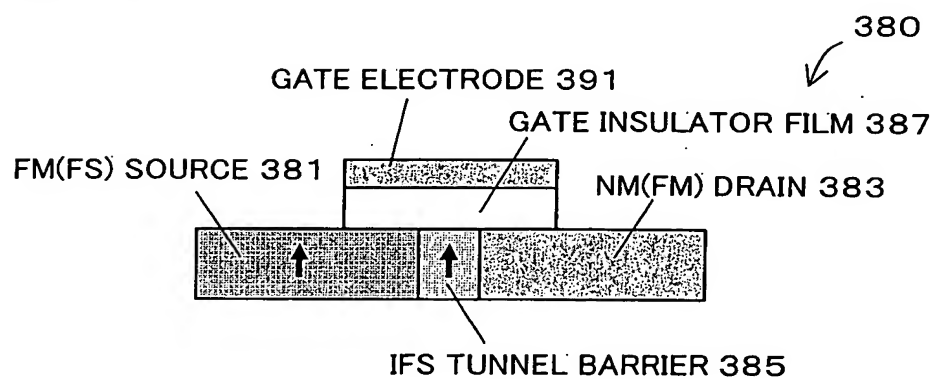 380
GATE ELECTRODE 391
GATE INSULATOR FILM 387
FM(FS) SOURCE 381
NM(FM) DRAIN 383
IFS TUNNEL BARRIER 385